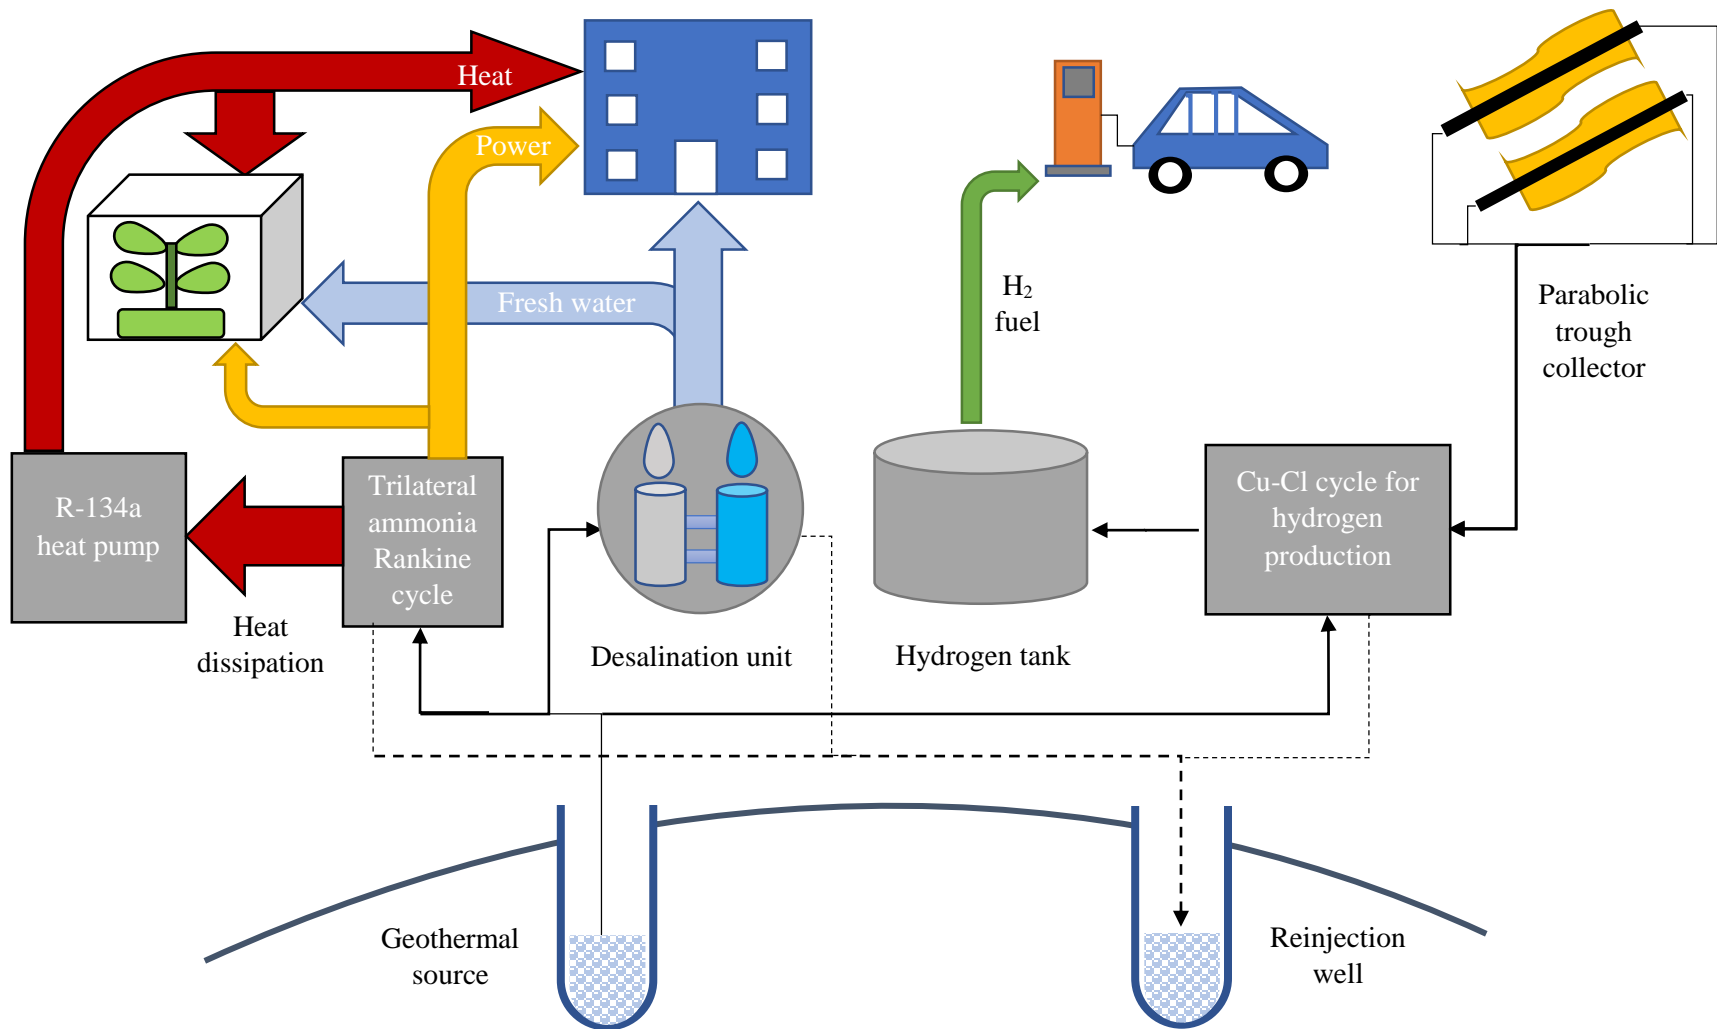 Heat
Power
Fresh water
H₂
fuel
Parabolic
trough
collector
R-134a
heat pump
Trilateral
ammonia
Rankine
cycle
Cu-Cl cycle for
hydrogen
production
Heat
dissipation
Desalination unit
Hydrogen tank
Geothermal
source
Reinjection
well